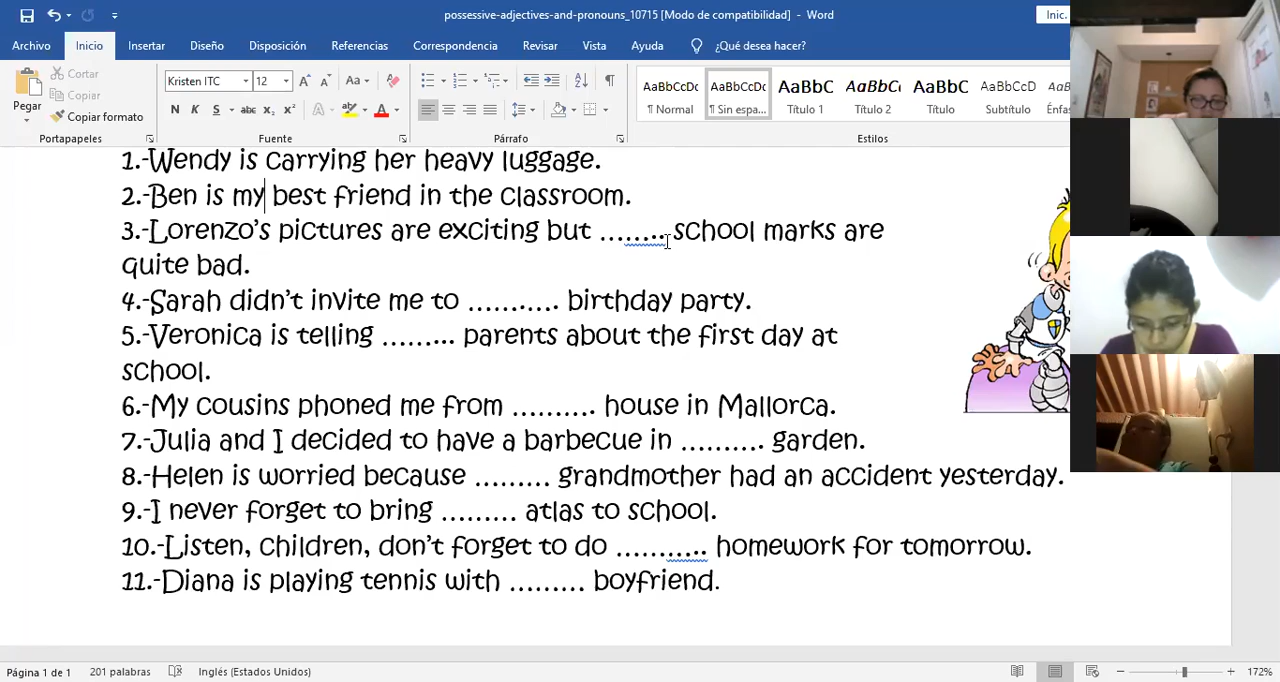 possessive-adjectives-and-pronouns_10715 [Modo de compatibilidad] - Word
Inic.
Archivo Inicio Insertar Diseño Disposición Referencias Correspondencia Revisar Vista Ayuda ¿Qué desea hacer?
Pegar
Cortar
Copiar
Copiar formato
Portapapeles
Kristen ITC 12
N K S abc x₂ x²
Fuente
Párrafo
AaBbCcDc ¶ Normal
AaBbCcDc ¶ Sin espa...
AaBbC Título 1
AaBbCc Título 2
AaBbC Título
AaBbCcD Subtítulo
AaBbCcDc Énfas
Estilos
1.-Wendy is carrying her heavy luggage.
2.-Ben is my best friend in the classroom.
3.-Lorenzo's pictures are exciting but …….. school marks are
quite bad.
4.-Sarah didn't invite me to ………. birthday party.
5.-Veronica is telling ……... parents about the first day at
school.
6.-My cousins phoned me from ………. house in Mallorca.
7.-Julia and I decided to have a barbecue in ………. garden.
8.-Helen is worried because ……… grandmother had an accident yesterday.
9.-I never forget to bring ……… atlas to school.
10.-Listen, children, don't forget to do ……….. homework for tomorrow.
11.-Diana is playing tennis with ……… boyfriend.
Página 1 de 1 201 palabras Inglés (Estados Unidos) 172%